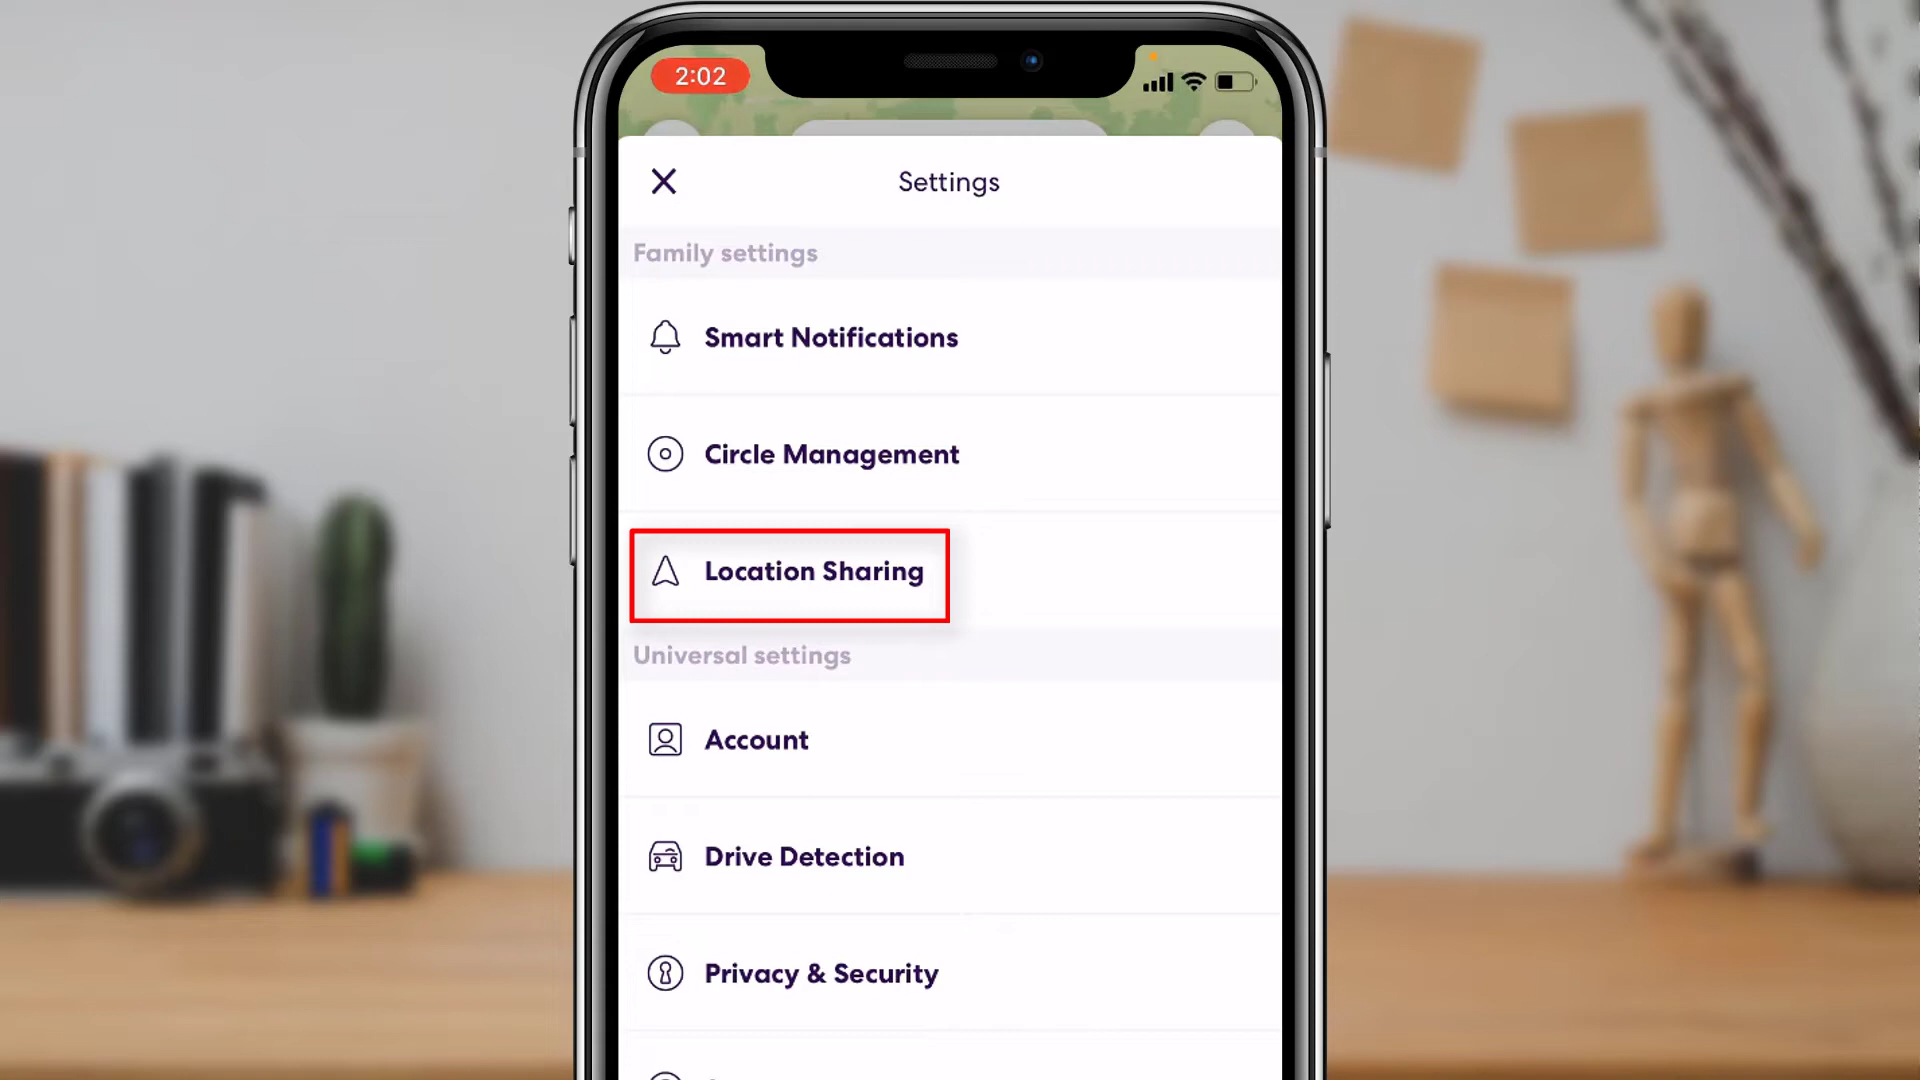 2:02
Settings
Family settings
Smart Notifications
Circle Management
Location Sharing
Universal settings
Account
Drive Detection
Privacy & Security